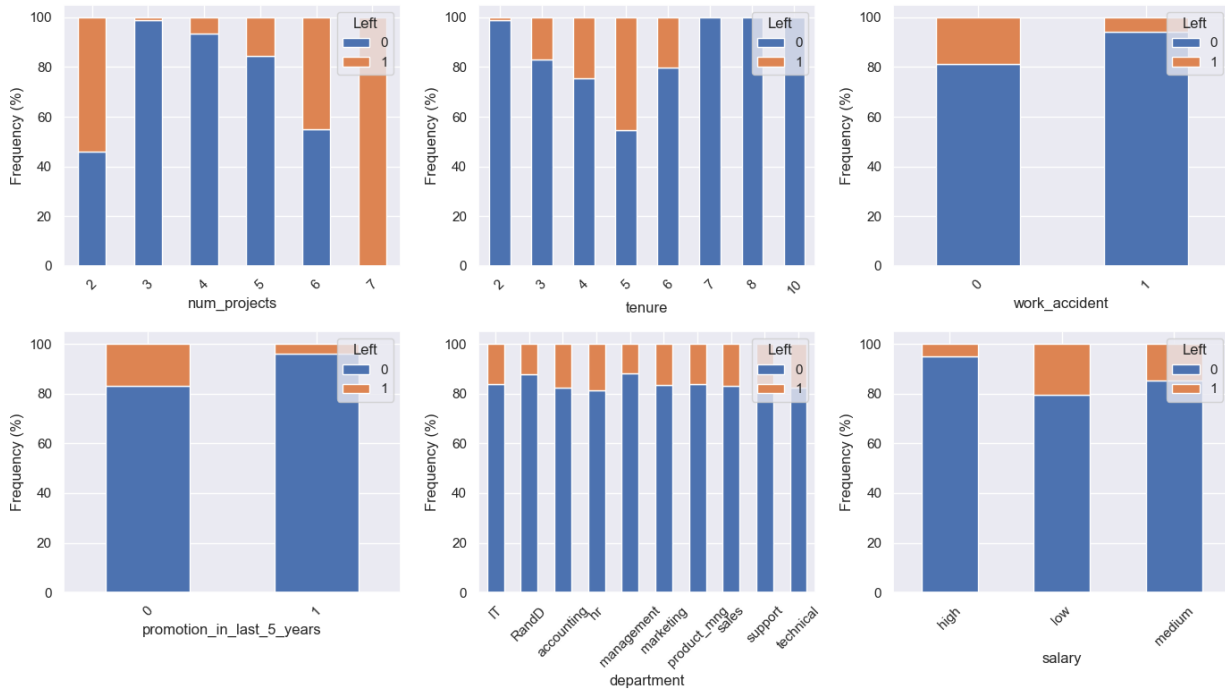 100
80
60
40
20
0
Frequency (%)
Left
0
1
2
3
4
5
6
7
num_projects
100
80
60
40
20
0
Frequency (%)
Left
0
1
2
3
4
5
6
7
8
10
tenure
100
80
60
40
20
0
Frequency (%)
Left
0
1
0
1
work_accident
100
80
60
40
20
0
Frequency (%)
Left
0
1
0
1
promotion_in_last_5_years
100
80
60
40
20
0
Frequency (%)
Left
0
1
IT
RandD
accounting
hr
management
marketing
product_mng
sales
support
technical
department
100
80
60
40
20
0
Frequency (%)
Left
0
1
high
low
medium
salary